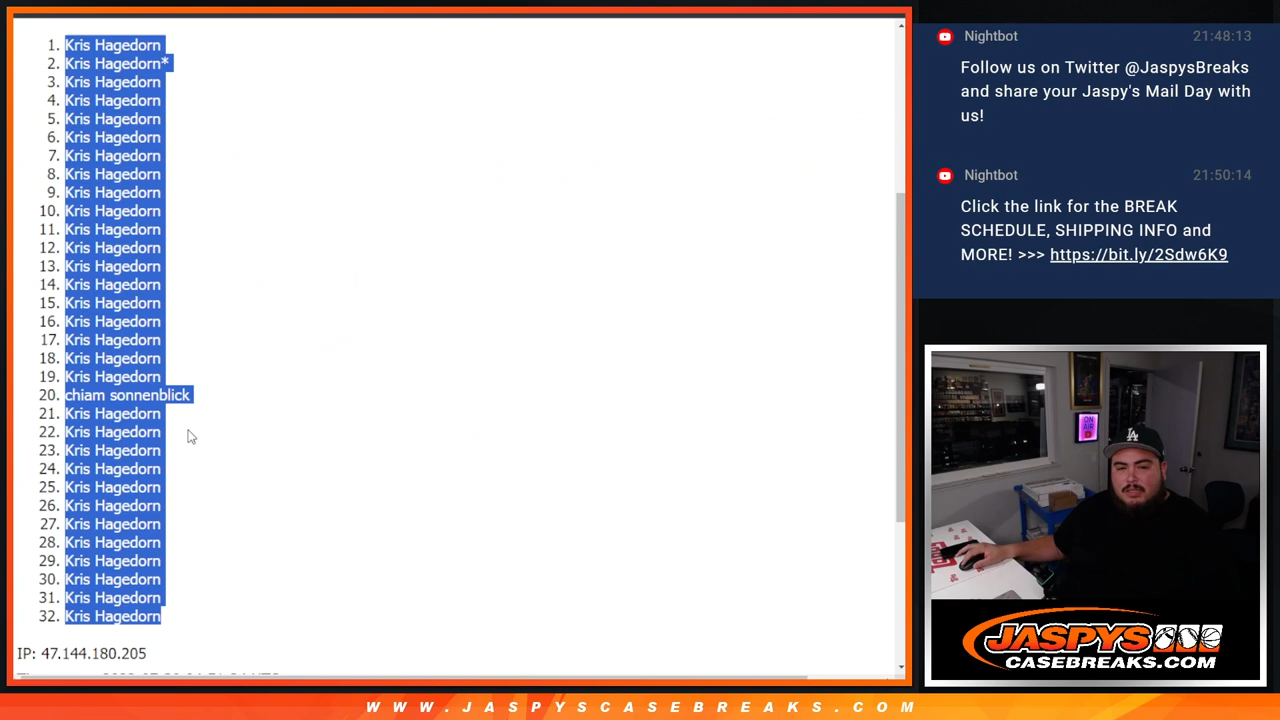 1. Kris Hagedorn
2. Kris Hagedorn*
3. Kris Hagedorn
4. Kris Hagedorn
5. Kris Hagedorn
6. Kris Hagedorn
7. Kris Hagedorn
8. Kris Hagedorn
9. Kris Hagedorn
10. Kris Hagedorn
11. Kris Hagedorn
12. Kris Hagedorn
13. Kris Hagedorn
14. Kris Hagedorn
15. Kris Hagedorn
16. Kris Hagedorn
17. Kris Hagedorn
18. Kris Hagedorn
19. Kris Hagedorn
20. chiam sonnenblick
21. Kris Hagedorn
22. Kris Hagedorn
23. Kris Hagedorn
24. Kris Hagedorn
25. Kris Hagedorn
26. Kris Hagedorn
27. Kris Hagedorn
28. Kris Hagedorn
29. Kris Hagedorn
30. Kris Hagedorn
31. Kris Hagedorn
32. Kris Hagedorn
IP: 47.144.180.205
Nightbot 21:48:13
Follow us on Twitter @JaspysBreaks
and share your Jaspy's Mail Day with
us!
Nightbot 21:50:14
Click the link for the BREAK
SCHEDULE, SHIPPING INFO and
MORE! >>> https://bit.ly/2Sdw6K9
ON
AIR
LA
JASPYS
CASEBREAKS.COM
WWW.JASPYSCASEBREAKS.COM